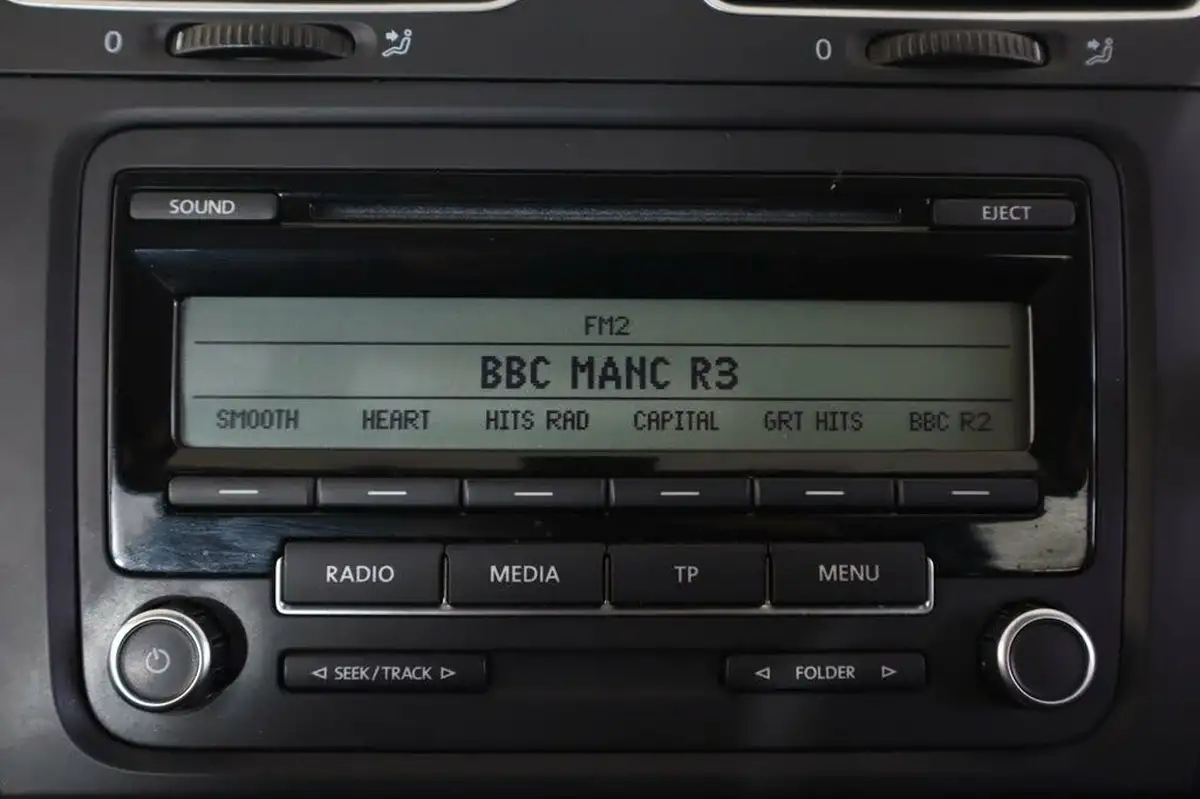 0 0
SOUND EJECT
FM2
BBC MANC R3
SMOOTH HEART HITS RAD CAPITAL GRT HITS BBC R2
RADIO MEDIA TP MENU
SEEK/TRACK FOLDER